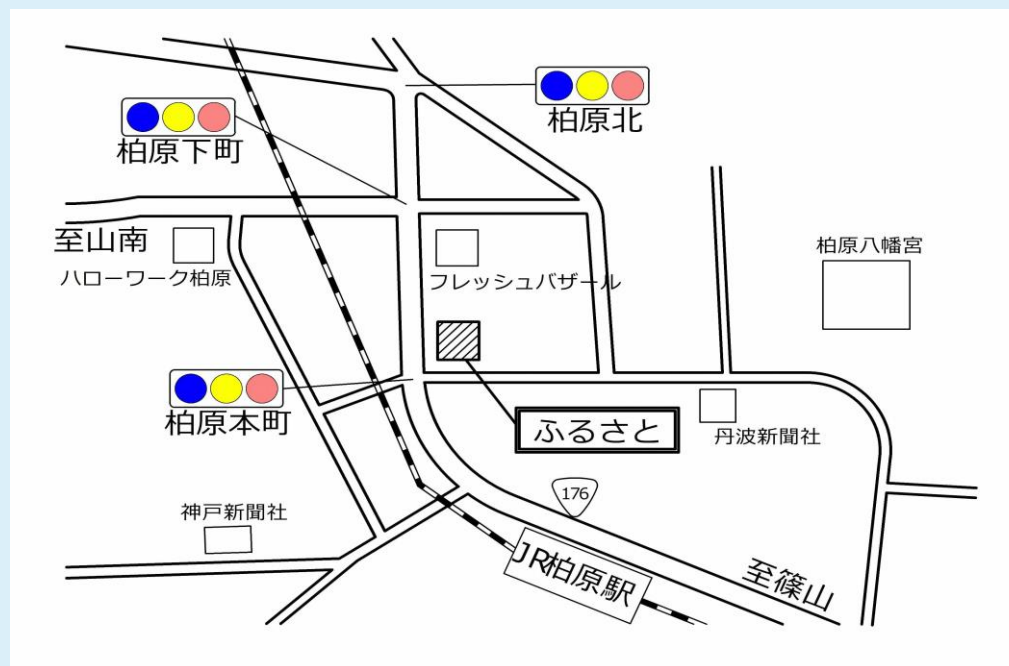 柏原北
柏原下町
至山南
ハローワーク柏原
フレッシュバザール
柏原八幡宮
柏原本町
ふるさと
丹波新聞社
176
神戸新聞社
JR柏原駅
至篠山